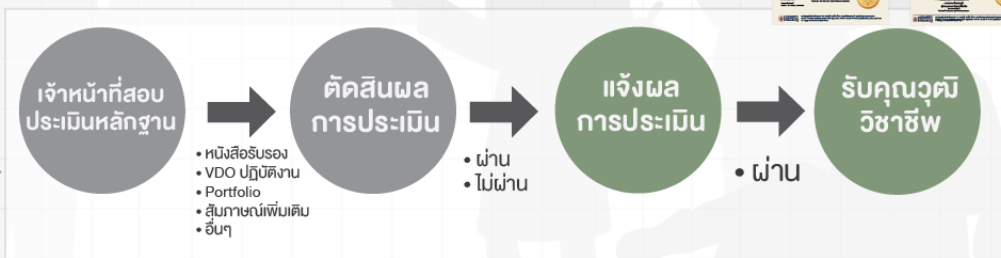 เจ้าหน้าที่สอบ
ประเมินหลักฐาน
• หนังสือรับรอง
• VDO ปฏิบัติงาน
• Portfolio
• สัมภาษณ์เพิ่มเติม
• อื่นๆ
ตัดสินผล
การประเมิน
• ผ่าน
• ไม่ผ่าน
แจ้งผล
การประเมิน
• ผ่าน
รับคุณวุฒิ
วิชาชีพ